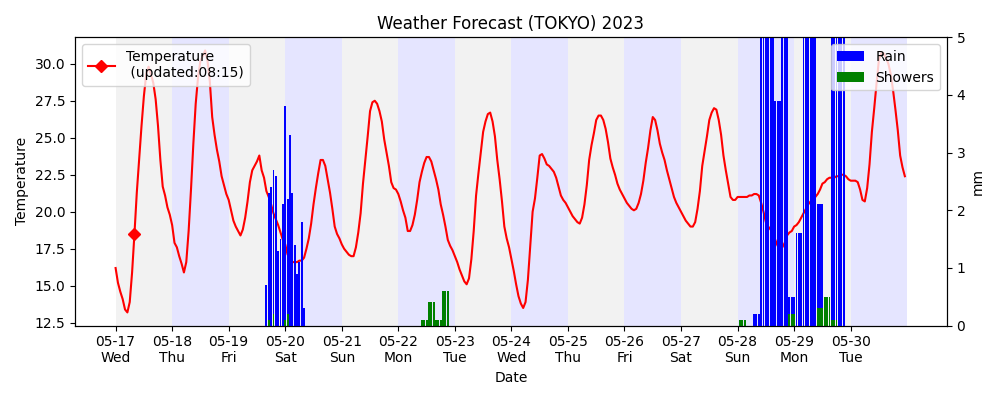 Weather Forecast (TOKYO) 2023
Temperature
(updated:08:15)
Rain
Showers
30.0
27.5
25.0
22.5
20.0
17.5
15.0
12.5
Temperature
5
4
3
2
1
0
mm
05-17 05-18 05-19 05-20 05-21 05-22 05-23 05-24 05-25 05-26 05-27 05-28 05-29 05-30
Wed Thu Fri Sat Sun Mon Tue Wed Thu Fri Sat Sun Mon Tue
Date